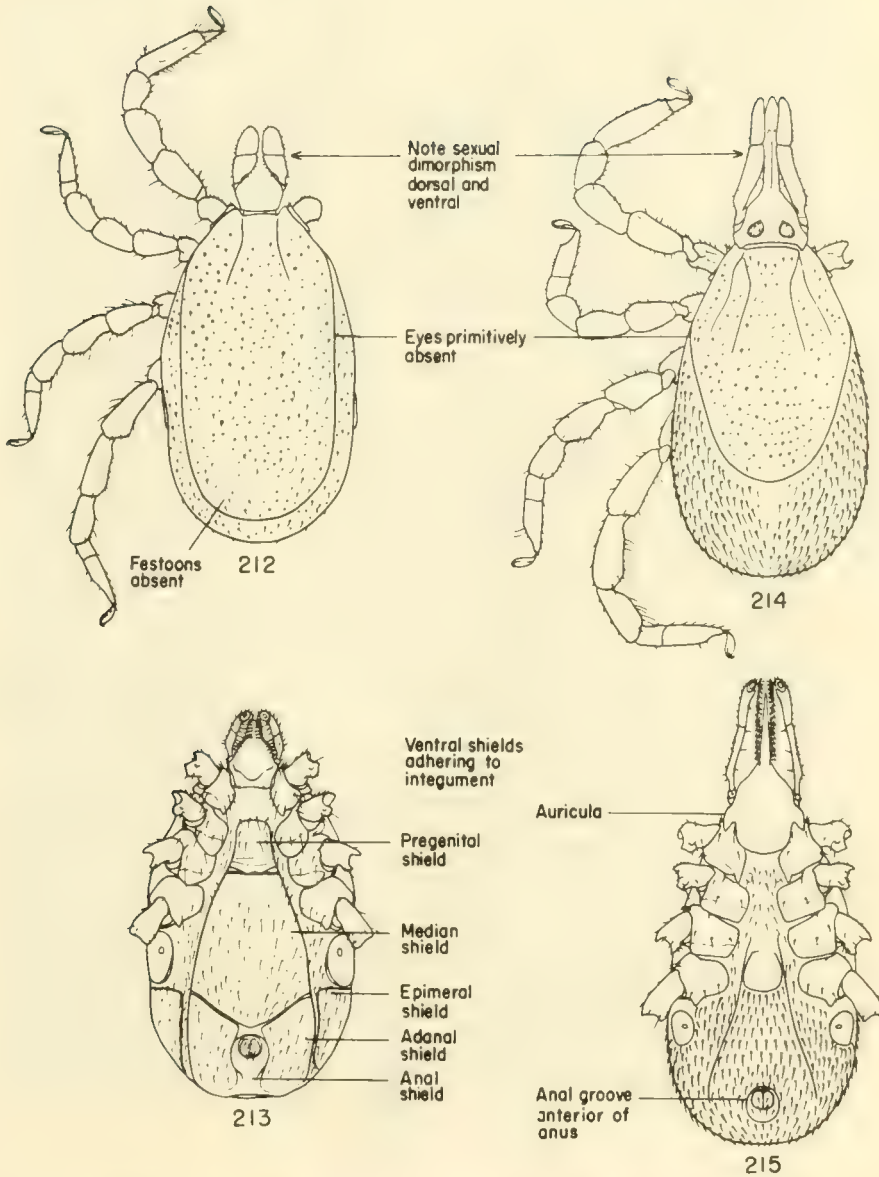 Note sexual
dimorphism
dorsal and
ventral
Eyes primitively
absent
Festoons
absent
212
214
Ventral shields
adhering to
integument
Auricula
Pregenital
shield
Median
shield
Epimeral
shield
Adanal
shield
Anal
shield
Anal groove
anterior of
anus
213
215